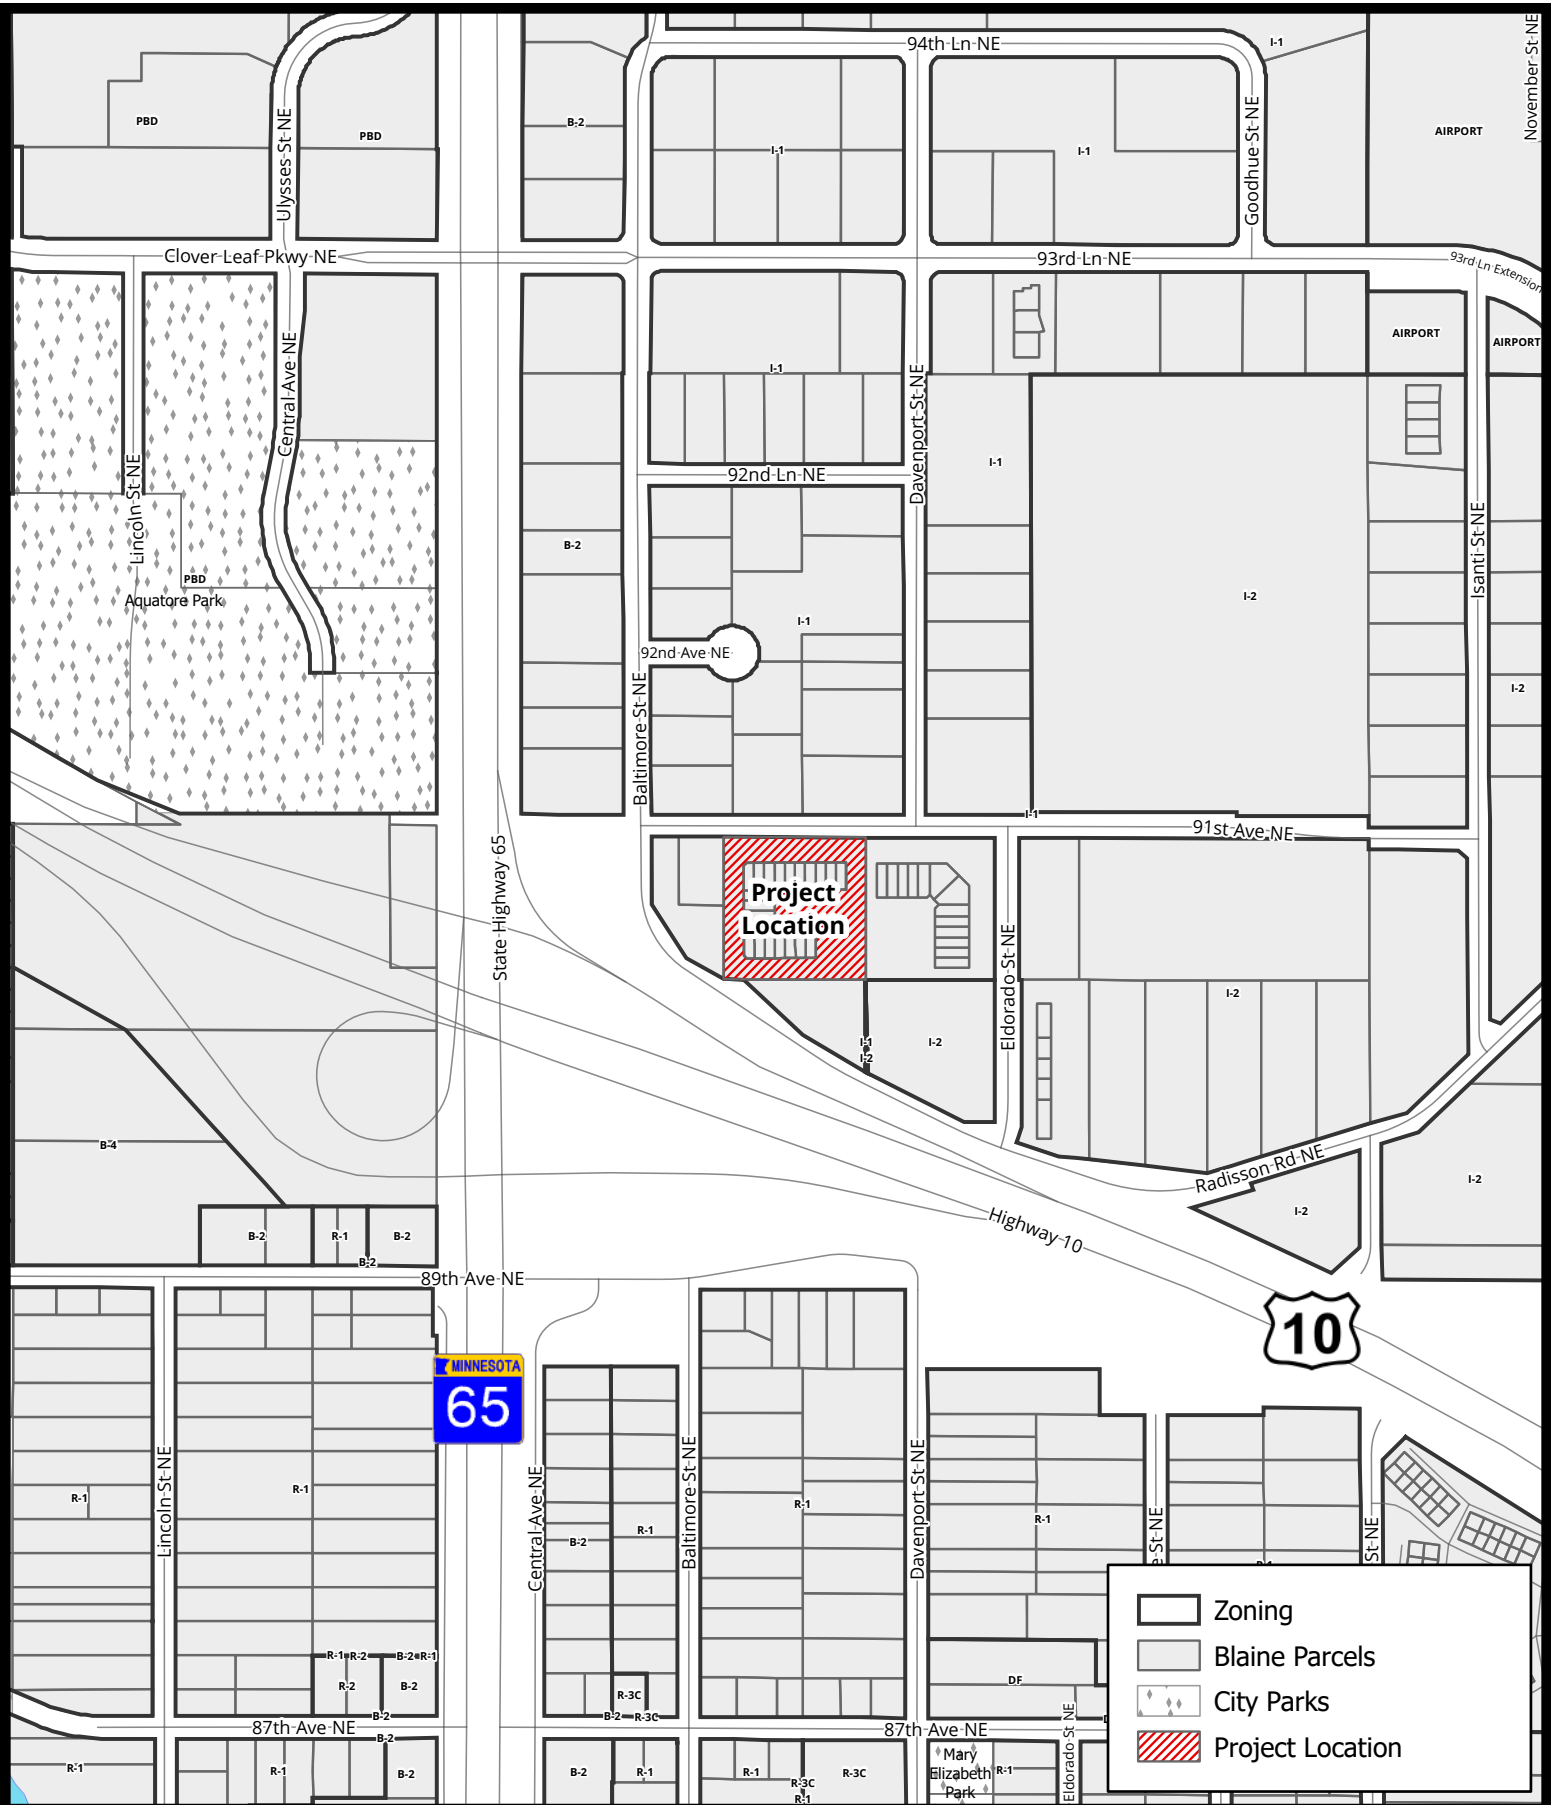 94th Ln NE
I-1
November St NE
PBD
PBD
B-2
I-1
I-1
AIRPORT
Ulysses St NE
Goodhue St NE
Clover Leaf Pkwy NE
93rd Ln NE
93rd Ln Extension
AIRPORT
AIRPORT
Central Ave NE
I-1
Davenport St NE
I-1
92nd Ln NE
Lincoln St NE
B-2
Isanti St NE
PBD
Aquatore Park
I-2
I-1
92nd Ave NE
I-2
Baltimore St NE
I-1
91st Ave NE
Project
Location
State Highway 65
Eldorado St NE
I-2
I-1
I-2
I-2
B-4
Radisson Rd NE
I-2
I-2
Highway 10
B-2
R-1
B-2
B-2
89th Ave NE
10
MINNESOTA
65
Lincoln St NE
R-1
R-1
Central Ave NE
B-2
R-1
Baltimore St NE
R-1
Davenport St NE
R-1
e St NE
St NE
R-1
R-1
R-2
B-2
R-1
R-2
B-2
R-3C
DF
B-2
B-2
R-3C
87th Ave NE
87th Ave NE
Eldorado St NE
B-2
R-1
R-1
B-2
B-2
R-1
R-1
R-3C
R-3C
R-1
Mary
Elizabeth
Park
R-1
Zoning
Blaine Parcels
City Parks
Project Location